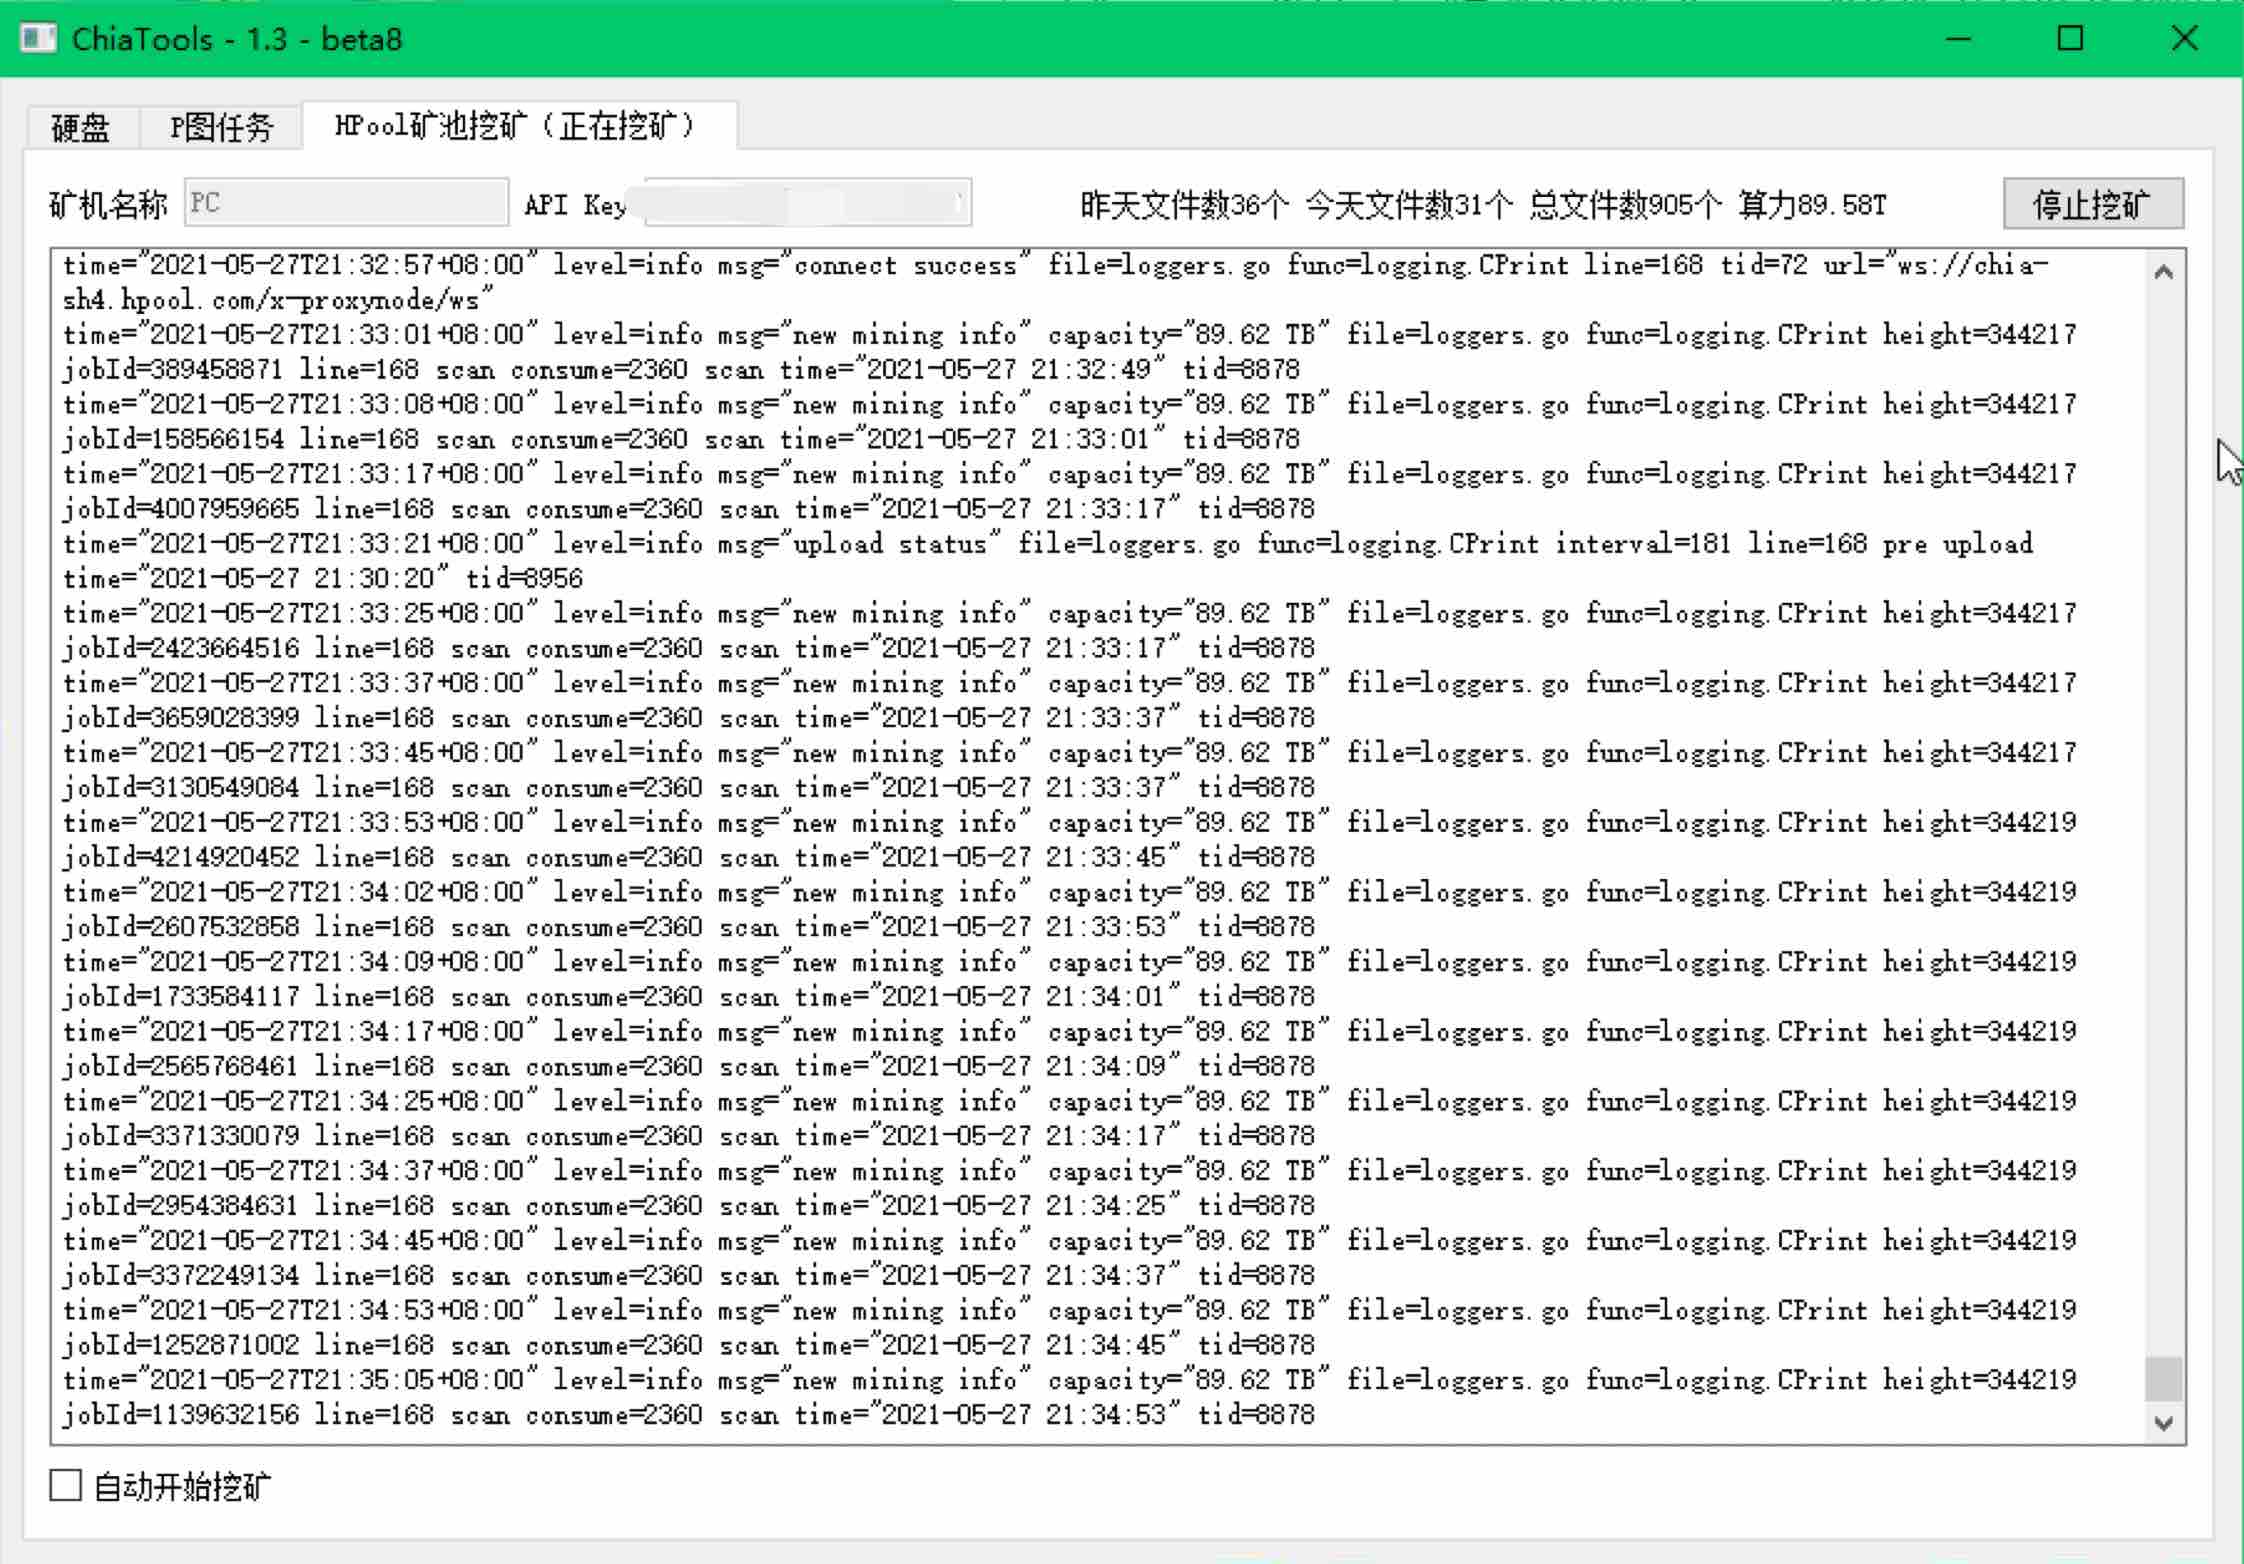 ChiaTools - 1.3 - beta8
硬盘 P图任务 HPool矿池挖矿（正在挖矿）
矿机名称 PC API Key 昨天文件数36个 今天文件数31个 总文件数905个 算力89.58T 停止挖矿
time="2021-05-27T21:32:57+08:00" level=info msg="connect success" file=loggers.go func=logging.CPrint line=168 tid=72 url="ws://chia-
sh4.hpool.com/x-proxynode/ws"
time="2021-05-27T21:33:01+08:00" level=info msg="new mining info" capacity="89.62 TB" file=loggers.go func=logging.CPrint height=344217
jobId=389458871 line=168 scan consume=2360 scan time="2021-05-27 21:32:49" tid=8878
time="2021-05-27T21:33:08+08:00" level=info msg="new mining info" capacity="89.62 TB" file=loggers.go func=logging.CPrint height=344217
jobId=158566154 line=168 scan consume=2360 scan time="2021-05-27 21:33:01" tid=8878
time="2021-05-27T21:33:17+08:00" level=info msg="new mining info" capacity="89.62 TB" file=loggers.go func=logging.CPrint height=344217
jobId=4007959665 line=168 scan consume=2360 scan time="2021-05-27 21:33:17" tid=8878
time="2021-05-27T21:33:21+08:00" level=info msg="upload status" file=loggers.go func=logging.CPrint interval=181 line=168 pre upload
time="2021-05-27 21:30:20" tid=8956
time="2021-05-27T21:33:25+08:00" level=info msg="new mining info" capacity="89.62 TB" file=loggers.go func=logging.CPrint height=344217
jobId=2423664516 line=168 scan consume=2360 scan time="2021-05-27 21:33:17" tid=8878
time="2021-05-27T21:33:37+08:00" level=info msg="new mining info" capacity="89.62 TB" file=loggers.go func=logging.CPrint height=344217
jobId=3659028399 line=168 scan consume=2360 scan time="2021-05-27 21:33:37" tid=8878
time="2021-05-27T21:33:45+08:00" level=info msg="new mining info" capacity="89.62 TB" file=loggers.go func=logging.CPrint height=344217
jobId=3130549084 line=168 scan consume=2360 scan time="2021-05-27 21:33:37" tid=8878
time="2021-05-27T21:33:53+08:00" level=info msg="new mining info" capacity="89.62 TB" file=loggers.go func=logging.CPrint height=344219
jobId=4214920452 line=168 scan consume=2360 scan time="2021-05-27 21:33:45" tid=8878
time="2021-05-27T21:34:02+08:00" level=info msg="new mining info" capacity="89.62 TB" file=loggers.go func=logging.CPrint height=344219
jobId=2607532858 line=168 scan consume=2360 scan time="2021-05-27 21:33:53" tid=8878
time="2021-05-27T21:34:09+08:00" level=info msg="new mining info" capacity="89.62 TB" file=loggers.go func=logging.CPrint height=344219
jobId=1733584117 line=168 scan consume=2360 scan time="2021-05-27 21:34:01" tid=8878
time="2021-05-27T21:34:17+08:00" level=info msg="new mining info" capacity="89.62 TB" file=loggers.go func=logging.CPrint height=344219
jobId=2565768461 line=168 scan consume=2360 scan time="2021-05-27 21:34:09" tid=8878
time="2021-05-27T21:34:25+08:00" level=info msg="new mining info" capacity="89.62 TB" file=loggers.go func=logging.CPrint height=344219
jobId=3371330079 line=168 scan consume=2360 scan time="2021-05-27 21:34:17" tid=8878
time="2021-05-27T21:34:37+08:00" level=info msg="new mining info" capacity="89.62 TB" file=loggers.go func=logging.CPrint height=344219
jobId=2954384631 line=168 scan consume=2360 scan time="2021-05-27 21:34:25" tid=8878
time="2021-05-27T21:34:45+08:00" level=info msg="new mining info" capacity="89.62 TB" file=loggers.go func=logging.CPrint height=344219
jobId=3372249134 line=168 scan consume=2360 scan time="2021-05-27 21:34:37" tid=8878
time="2021-05-27T21:34:53+08:00" level=info msg="new mining info" capacity="89.62 TB" file=loggers.go func=logging.CPrint height=344219
jobId=1252871002 line=168 scan consume=2360 scan time="2021-05-27 21:34:45" tid=8878
time="2021-05-27T21:35:05+08:00" level=info msg="new mining info" capacity="89.62 TB" file=loggers.go func=logging.CPrint height=344219
jobId=1139632156 line=168 scan consume=2360 scan time="2021-05-27 21:34:53" tid=8878
自动开始挖矿